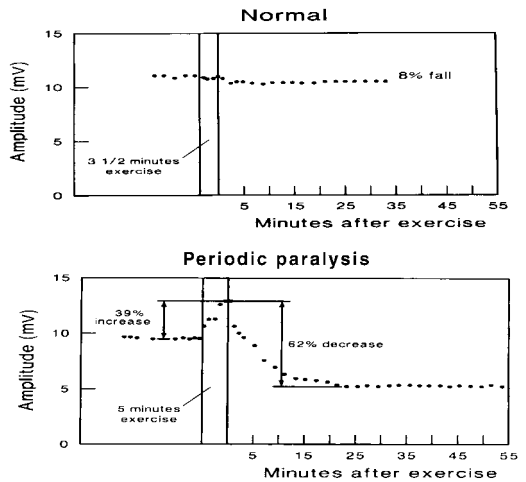 Normal
Amplitude (mV)
15
10
5
0
8% fall
3 1/2 minutes
exercise
5 15 25 35 45 55
Minutes after exercise
Periodic paralysis
Amplitude (mV)
15
10
5
0
39%
increase
62% decrease
5 minutes
exercise
5 15 25 35 45 55
Minutes after exercise